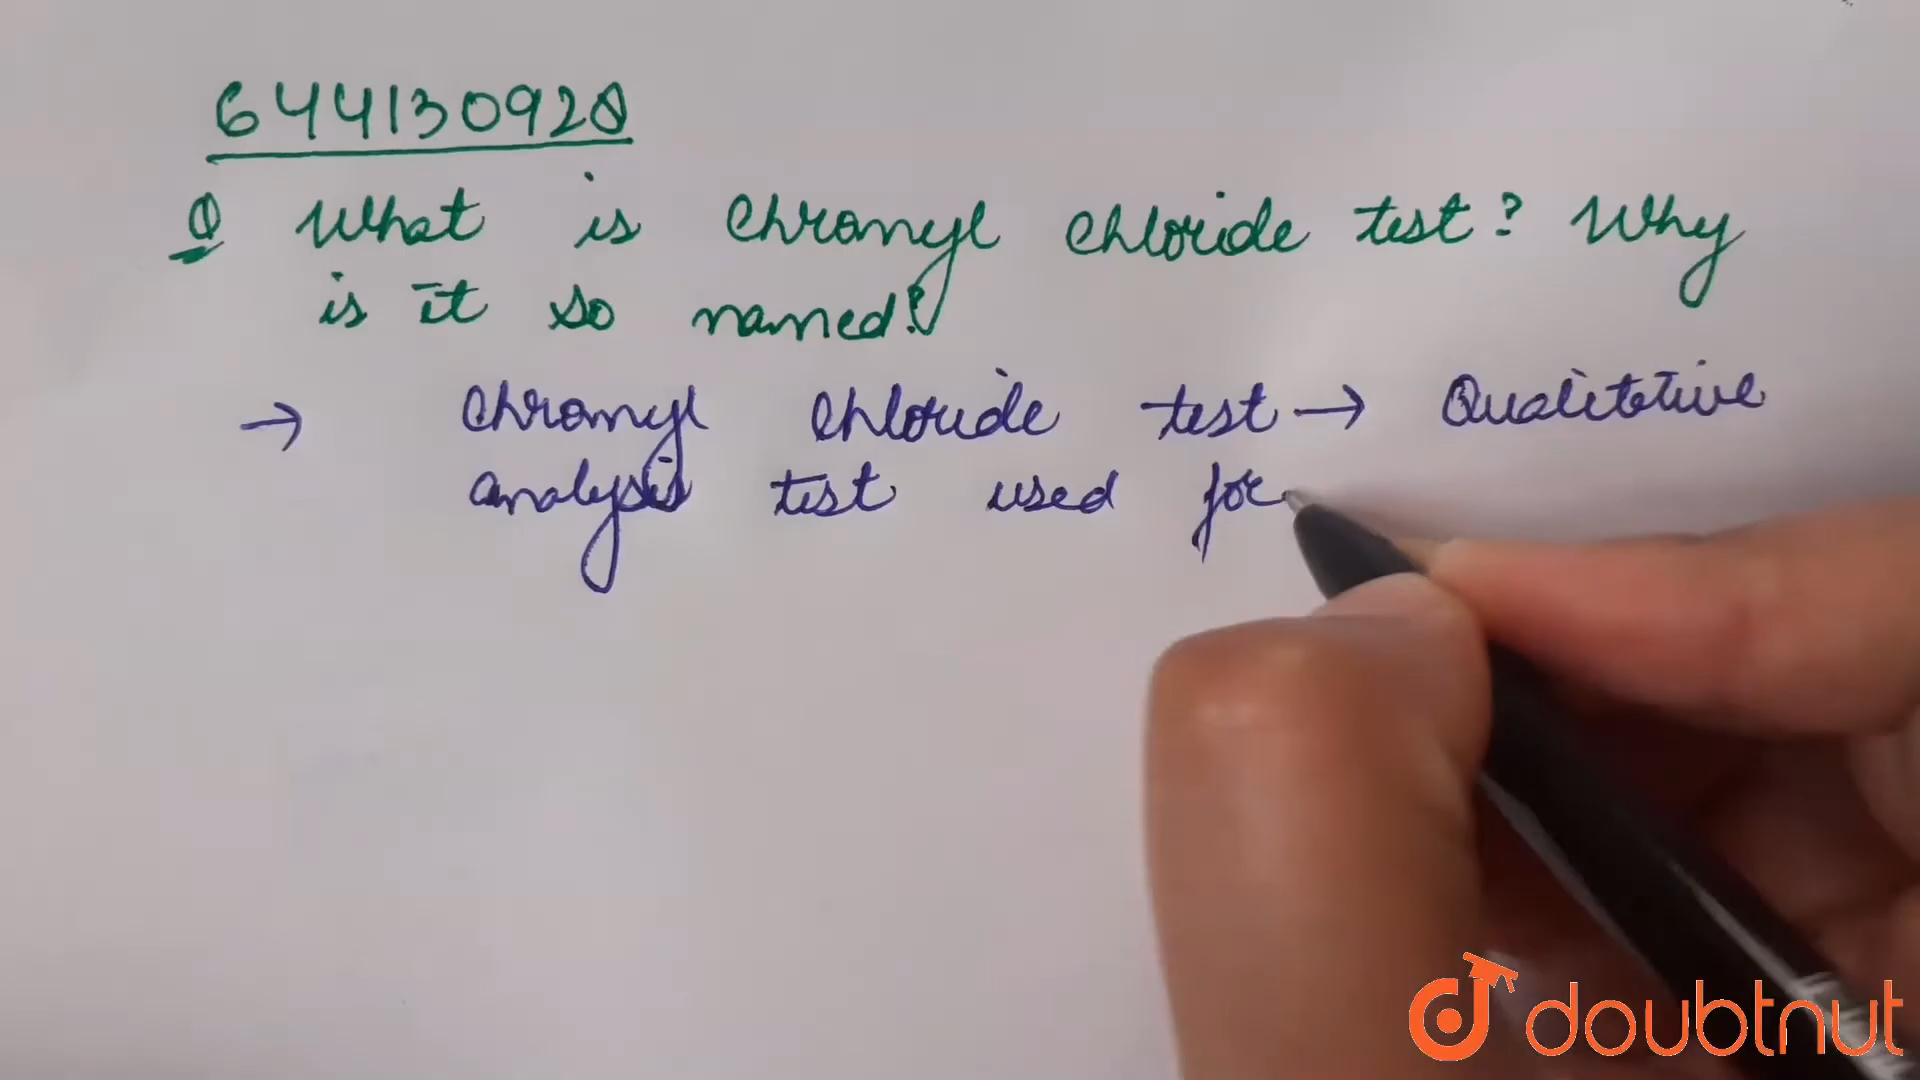 644130928
Q What is Chromyl Chloride test? Why
is it so named?
→ Chromyl Chloride test → Qualitative
analysis test used for
doubtnut